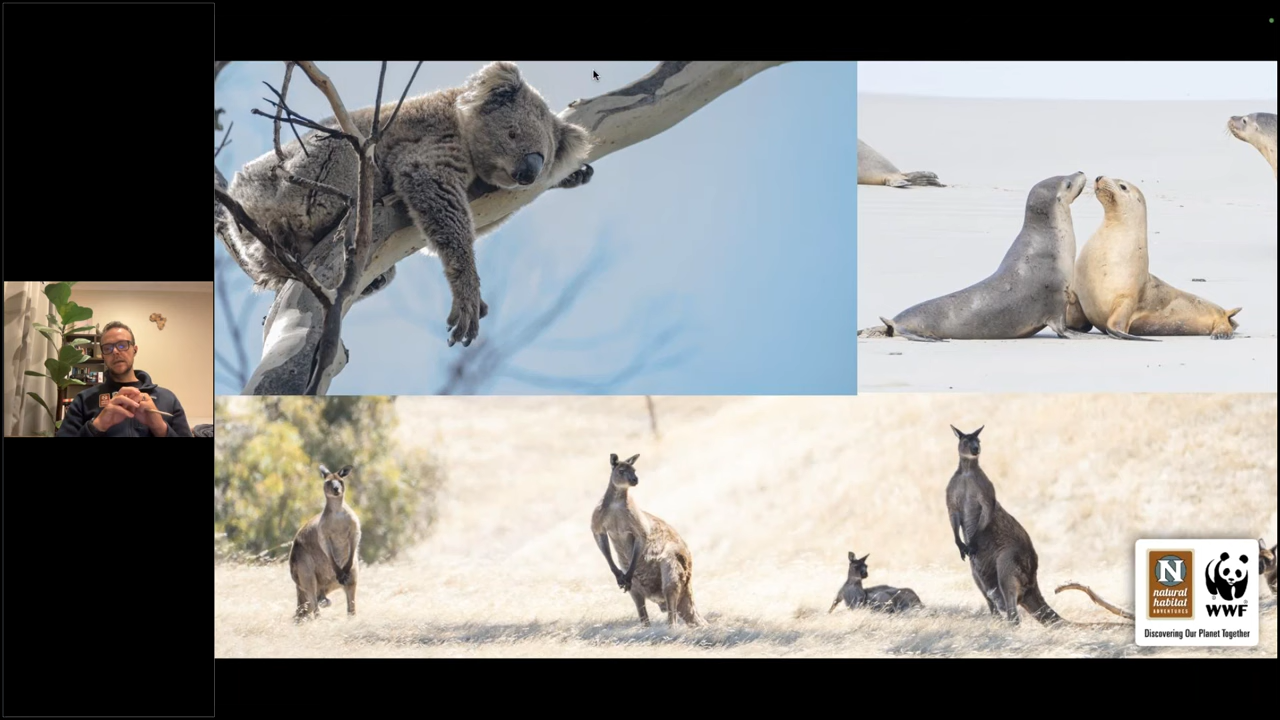 N
natural
habitat
ADVENTURES
WWF
Discovering Our Planet Together